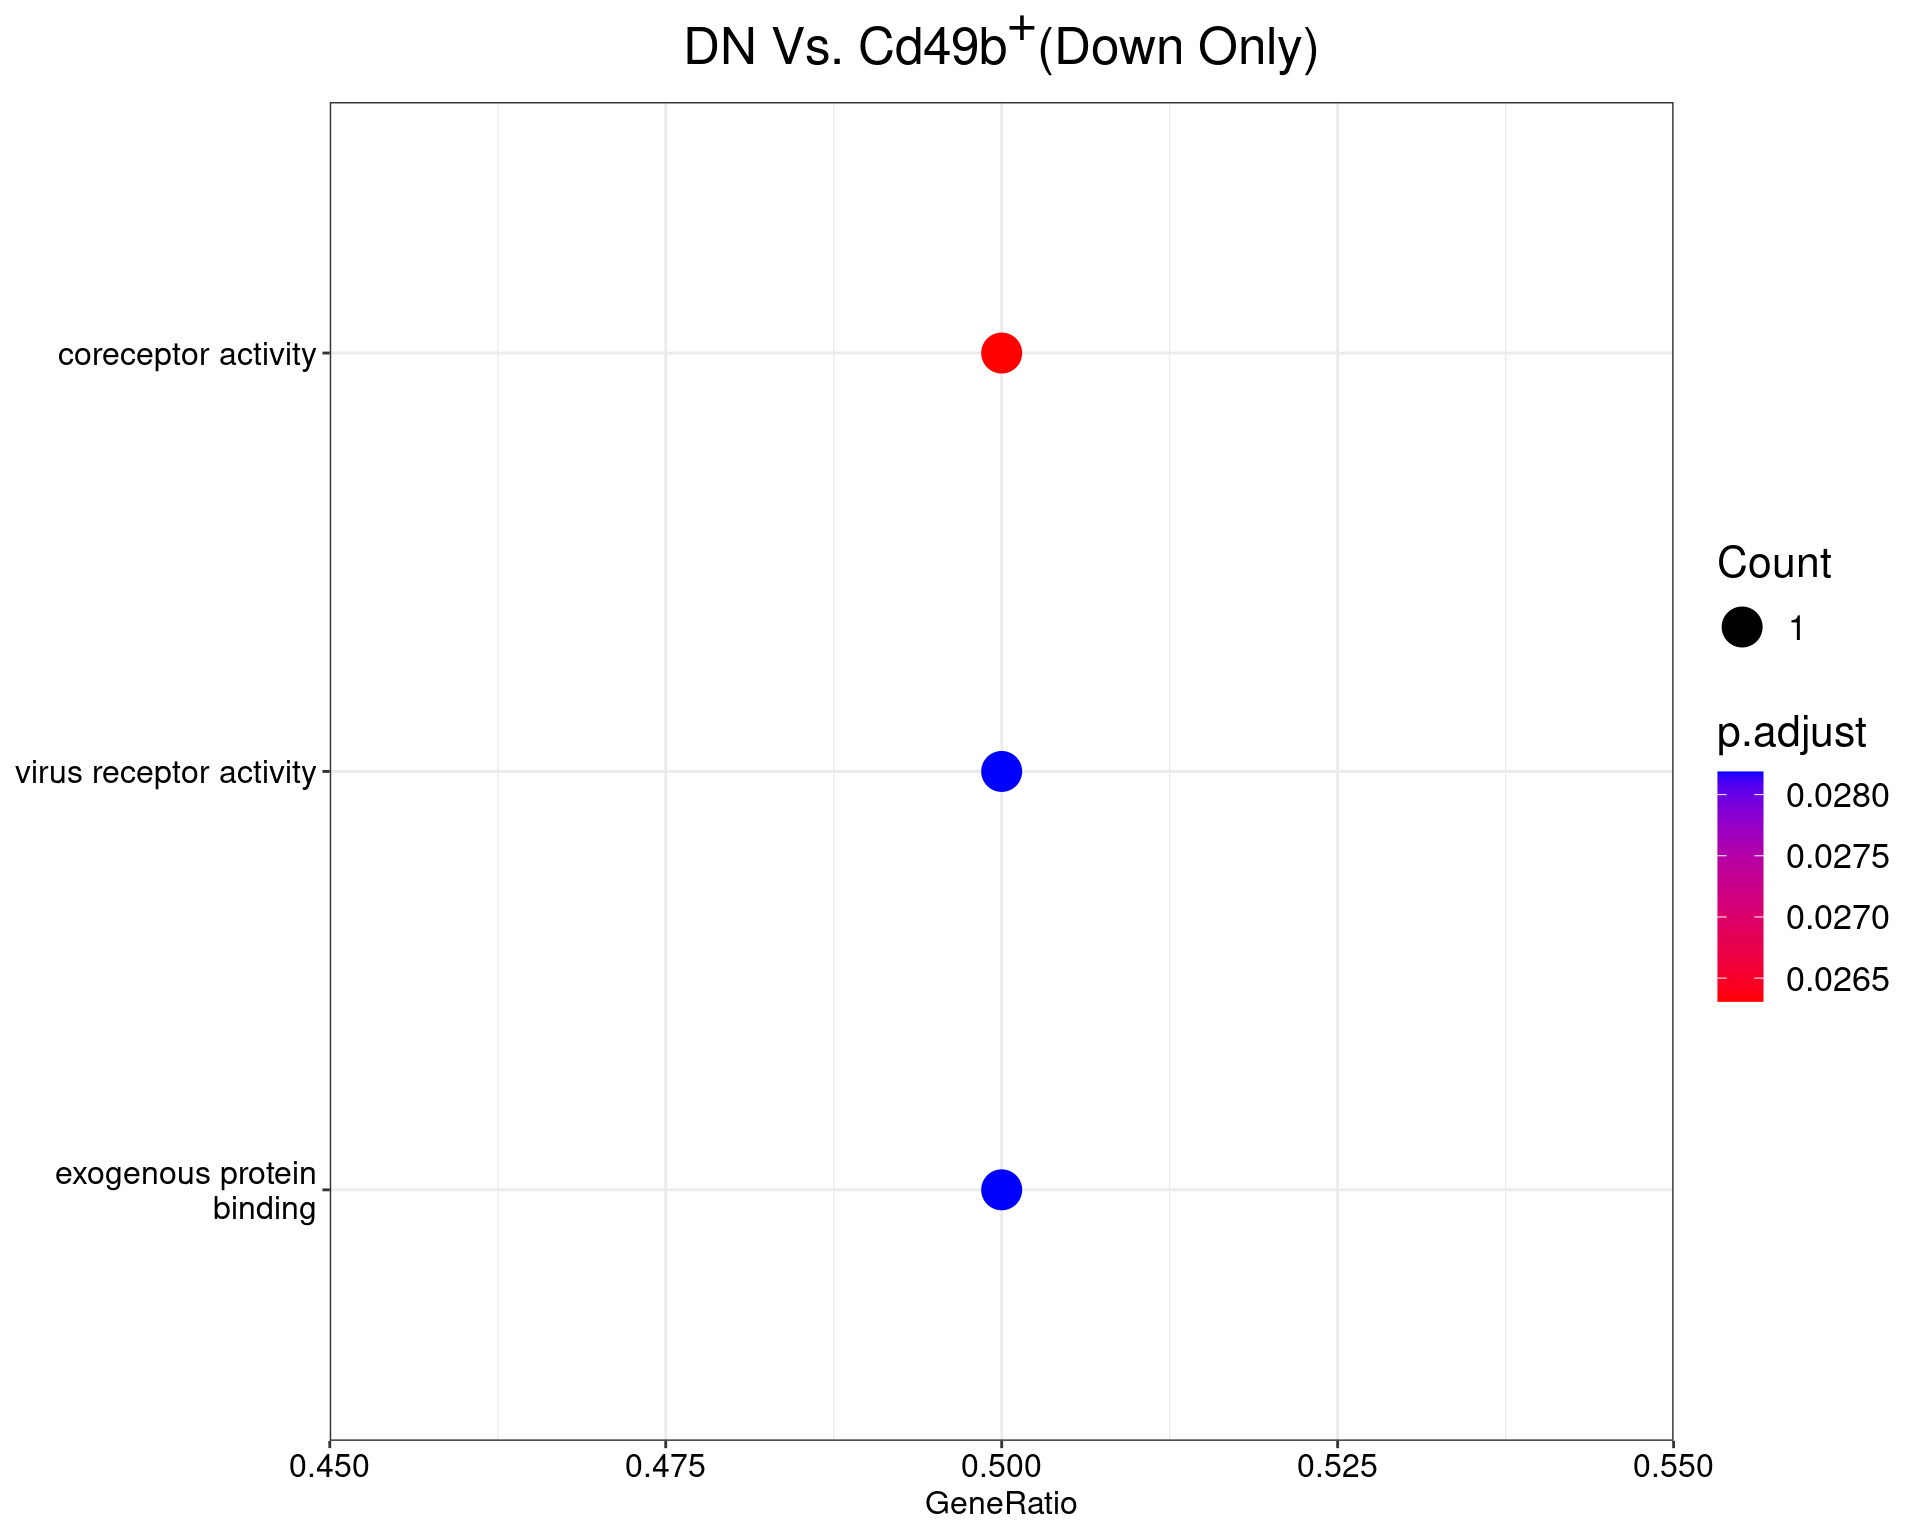 DN Vs. Cd49b⁺(Down Only)
coreceptor activity
virus receptor activity
exogenous protein
binding
0.450
0.475
0.500
0.525
0.550
GeneRatio
Count
1
p.adjust
0.0280
0.0275
0.0270
0.0265